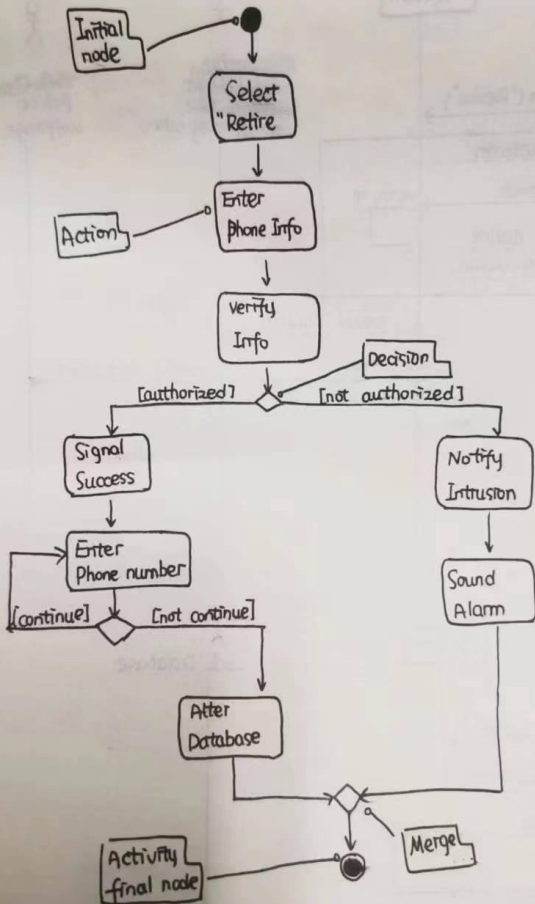 Initial
node
Select
"Retire
Enter
Phone Info
Action
Verify
Info
Decision
[authorized]
[not authorized]
Signal
Success
Notify
Intrusion
Enter
Phone number
Sound
Alarm
[continue]
[not continue]
Alter
Database
Merge
Activity
final node